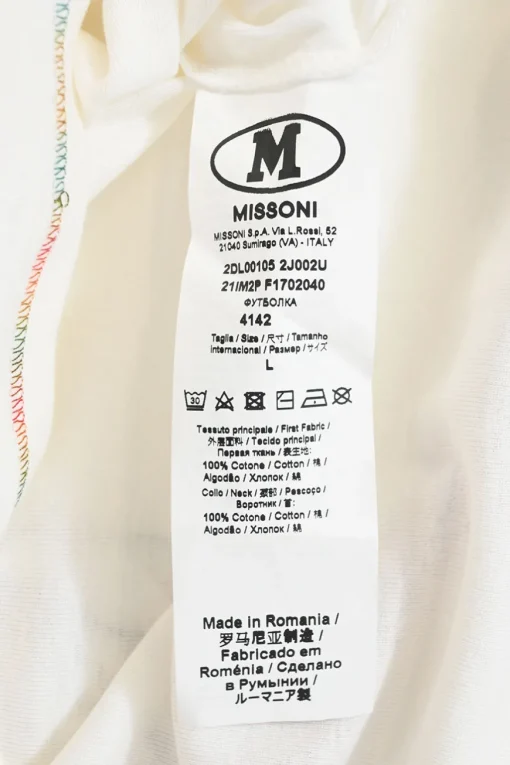 M
MISSONI
MISSONI S.p.A. Via L.Rossi, 52
21040 Sumirago (VA) - ITALY
2DL00105 2J002U
21IM2P F1702040
ФУТБОЛКА
4142
Taglia / Size / 尺寸 / Tamanho
Internacional / Размер / サイズ
L
30
Tessuto principale / First Fabric /
外层面料 / Tecido principal /
Первая ткань / 表生地:
100% Cotone / Cotton / 棉 /
Algodão / Хлопок / 綿
Collo / Neck / 颈部 / Pescoço /
Воротник / 首:
100% Cotone / Cotton / 棉 /
Algodão / Хлопок / 綿
Made in Romania /
罗马尼亚制造 /
Fabricado em
Roménia / Сделано
в Румынии /
ルーマニア製